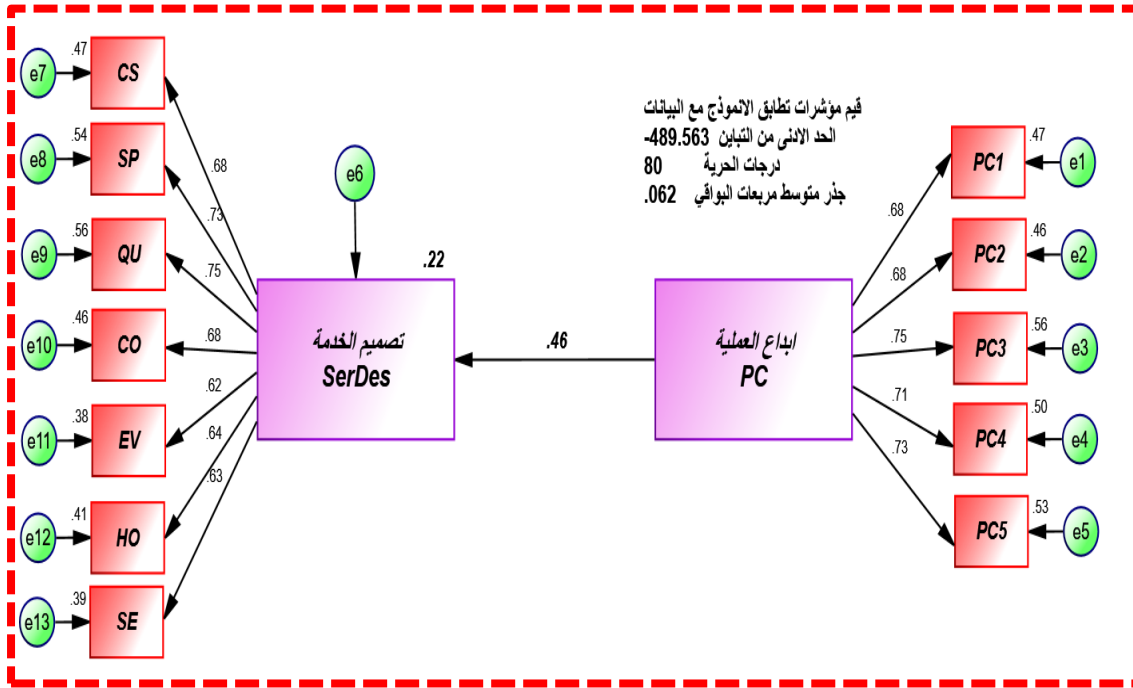 قيم مؤشرات تطابق الانموذج مع البيانات
الحد الادنى من التباين 489.563-
درجات الحرية 80
جذر متوسط مربعات البواقي .062
e7
.47
CS
.68
e8
.54
SP
.73
e9
.56
QU
.75
e10
.46
CO
.68
e11
.38
EV
.62
e12
.41
HO
.64
e13
.39
SE
.63
e6
.22
تصميم الخدمة
SerDes
.46
ابداع العملية
PC
.68
PC1
.47
e1
.68
PC2
.46
e2
.75
PC3
.56
e3
.71
PC4
.50
e4
.73
PC5
.53
e5